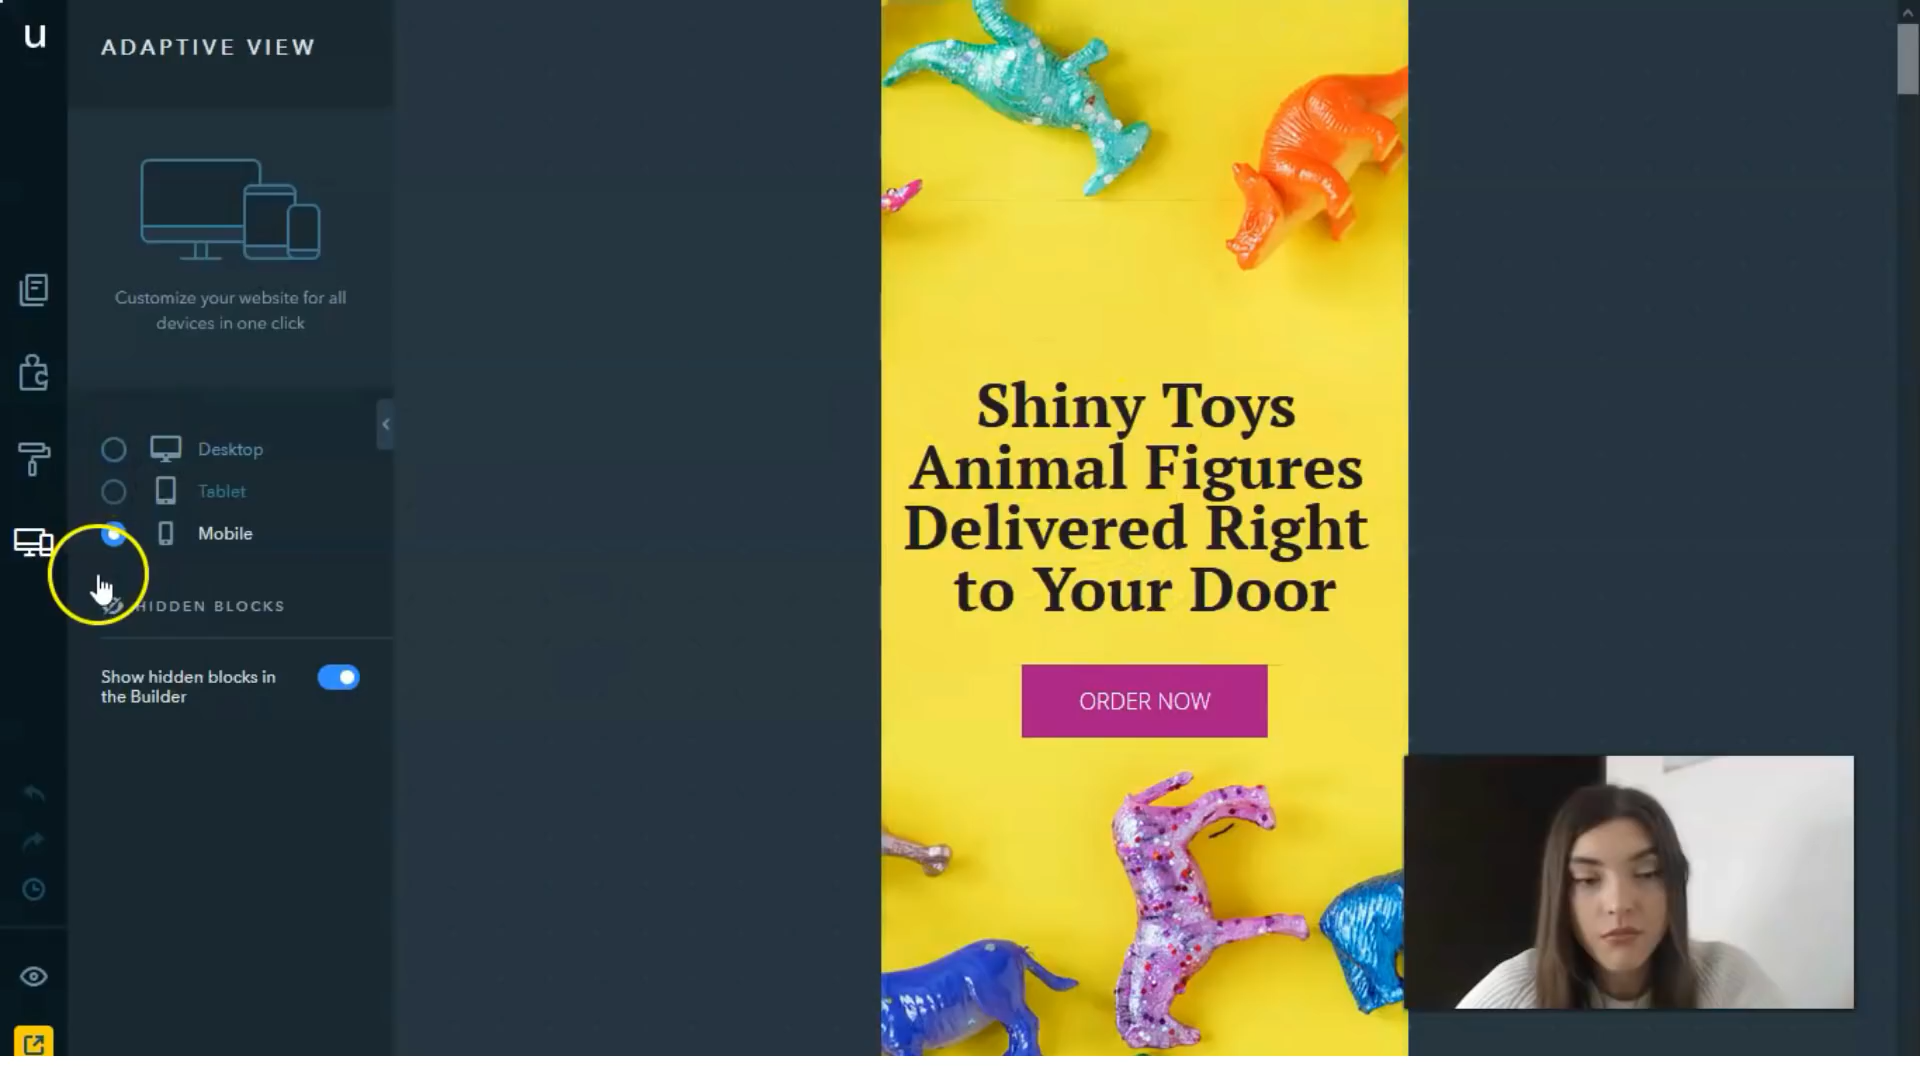 u
ADAPTIVE VIEW
Customize your website for all
devices in one click
Desktop
Tablet
Mobile
HIDDEN BLOCKS
Show hidden blocks in
the Builder
Shiny Toys
Animal Figures
Delivered Right
to Your Door
ORDER NOW